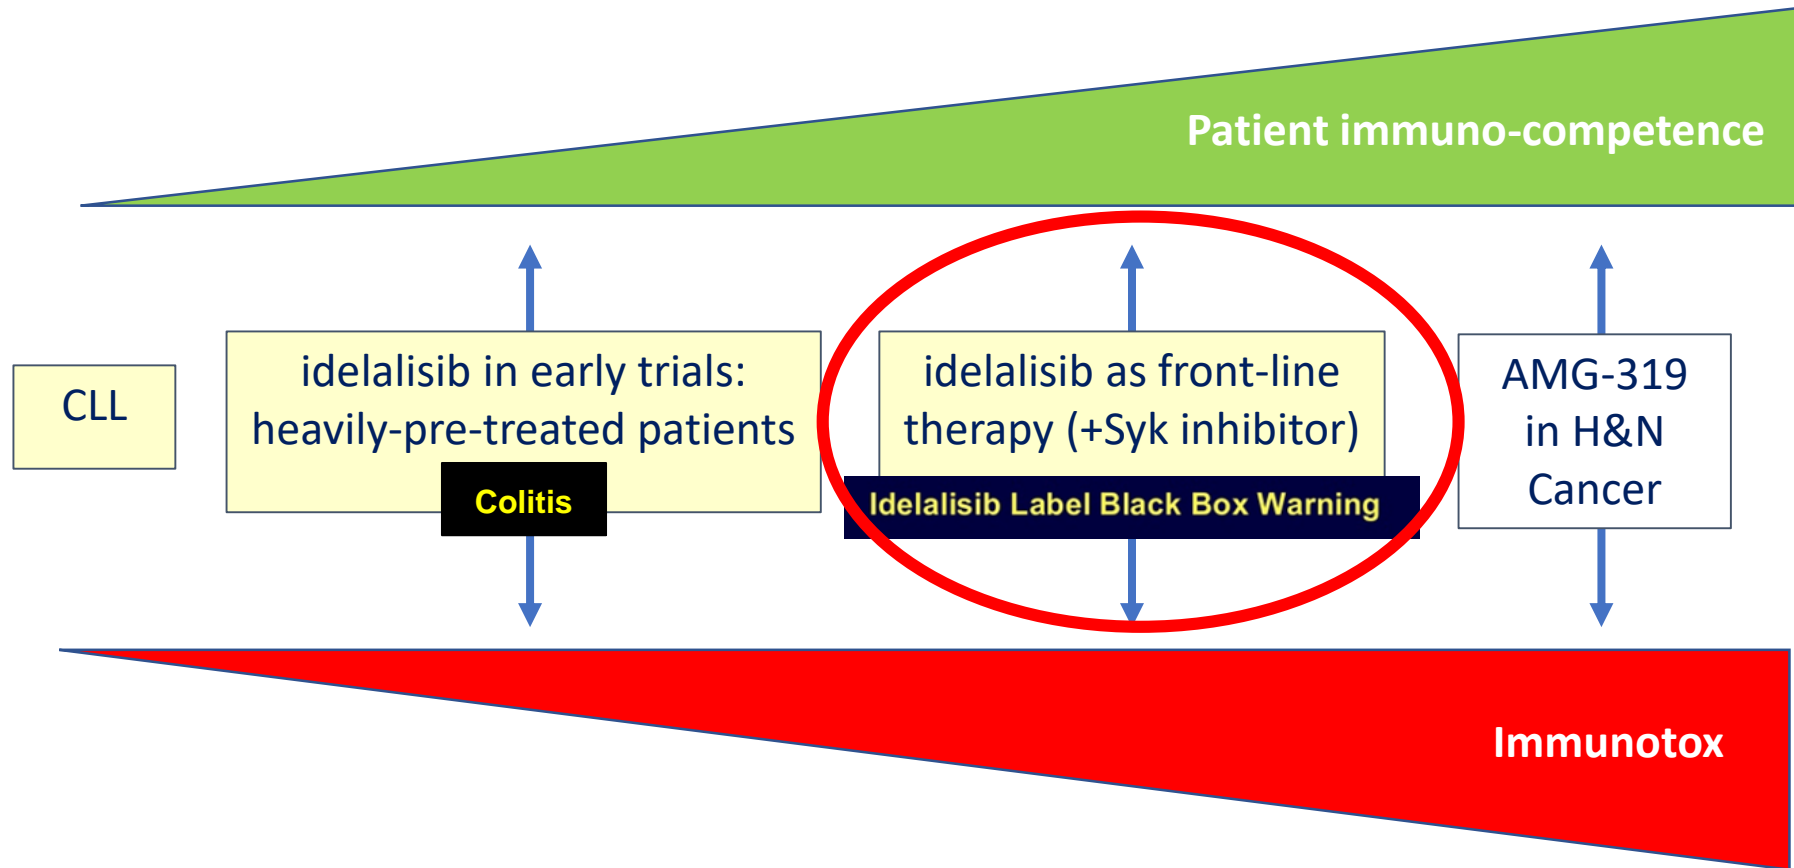 Patient immuno-competence
CLL
idelalisib in early trials:
heavily-pre-treated patients
Colitis
idelalisib as front-line
therapy (+Syk inhibitor)
Idelalisib Label Black Box Warning
AMG-319
in H&N
Cancer
Immunotox